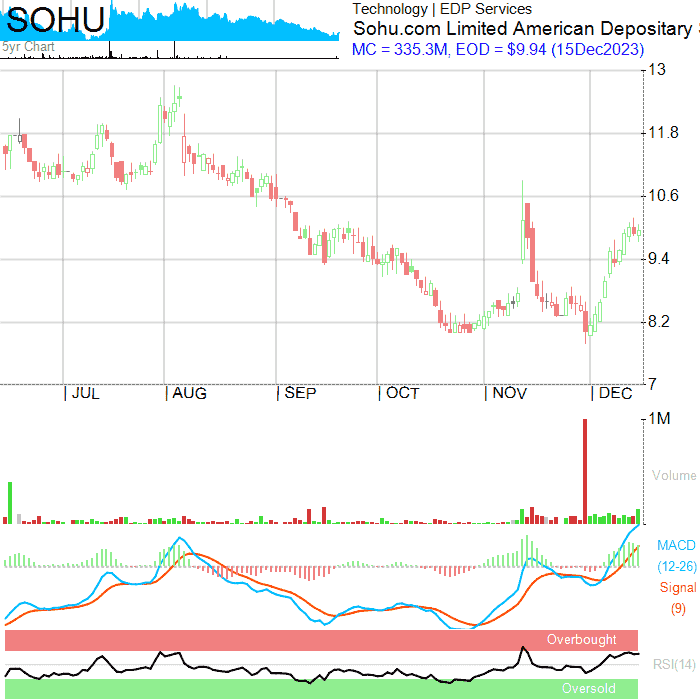 SOHU
5yr Chart
Technology | EDP Services
Sohu.com Limited American Depositary S
MC = 335.3M, EOD = $9.94 (15Dec2023)
13
11.8
10.6
9.4
8.2
7
| JUL | AUG | SEP | OCT | NOV | DEC
1M
Volume
MACD
(12-26)
Signal
(9)
Overbought
RSI(14)
Oversold